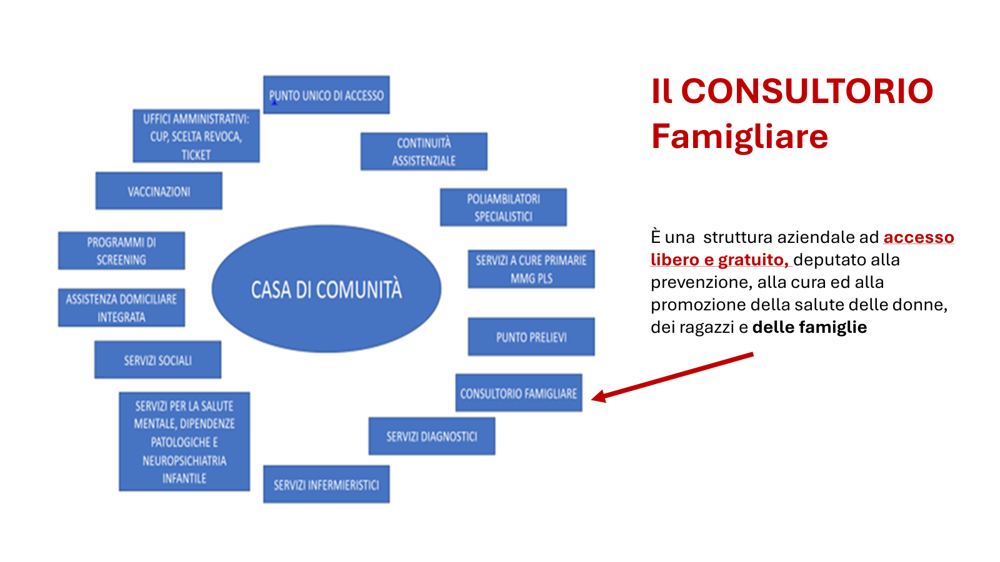 PUNTO UNICO DI ACCESSO
UFFICI AMMINISTRATIVI:
CUP, SCELTA REVOCA,
TICKET
CONTINUITÀ
ASSISTENZIALE
VACCINAZIONI
POLIAMBILATORI
SPECIALISTICI
PROGRAMMI DI
SCREENING
SERVIZI A CURE PRIMARIE
MMG PLS
CASA DI COMUNITÀ
ASSISTENZA DOMICILIARE
INTEGRATA
PUNTO PRELIEVI
SERVIZI SOCIALI
CONSULTORIO FAMIGLIARE
SERVIZI PER LA SALUTE
MENTALE, DIPENDENZE
PATOLOGICHE E
NEUROPSICHIATRIA
INFANTILE
SERVIZI DIAGNOSTICI
SERVIZI INFERMIERISTICI
Il CONSULTORIO
Famigliare
È una  struttura aziendale ad accesso
libero e gratuito, deputato alla
prevenzione, alla cura ed alla
promozione della salute delle donne,
dei ragazzi e delle famiglie